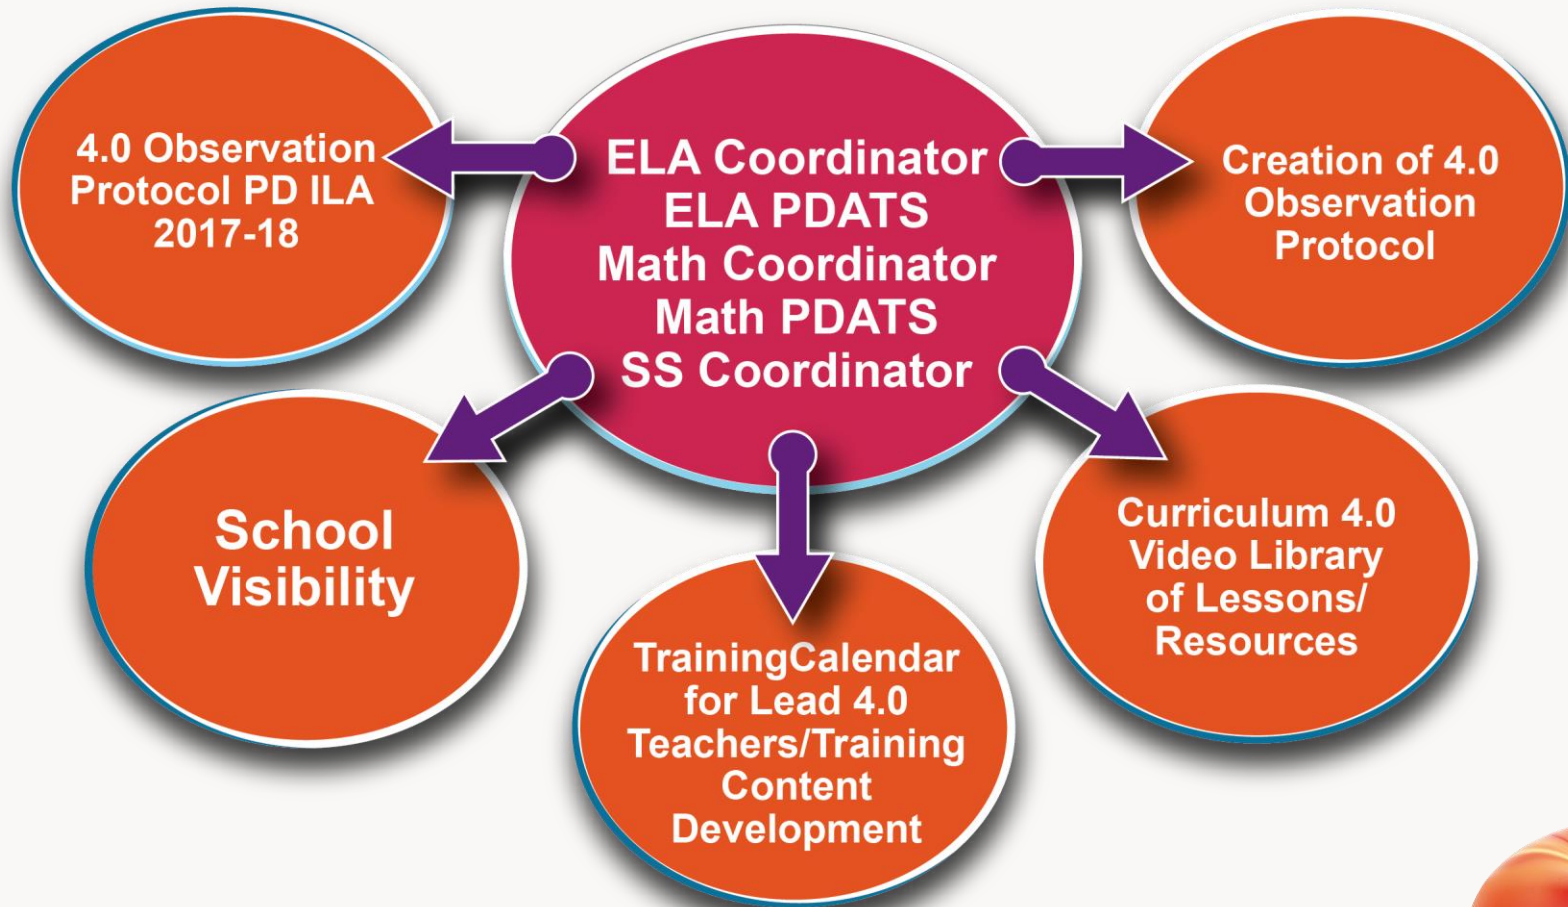 4.0 Observation
Protocol PD ILA
2017-18
ELA Coordinator
ELA PDATS
Math Coordinator
Math PDATS
SS Coordinator
Creation of 4.0
Observation
Protocol
School
Visibility
TrainingCalendar
for Lead 4.0
Teachers/Training
Content
Development
Curriculum 4.0
Video Library
of Lessons/
Resources